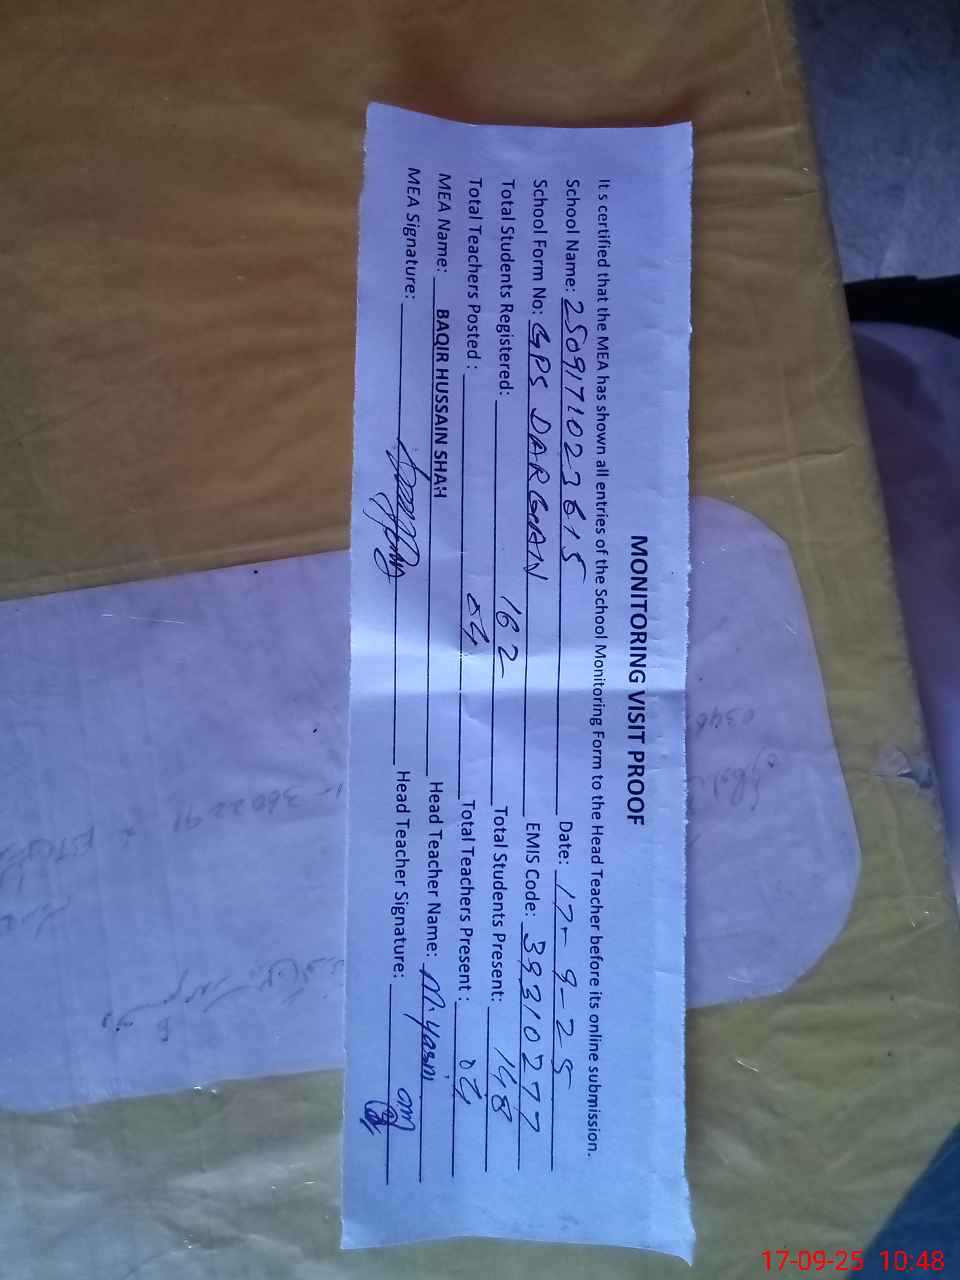 MONITORING VISIT PROOF
It s certified that the MEA has shown all entries of the School Monitoring Form to the Head Teacher before its online submission.
School Name: 2509171023615 Date: 17-9-25
School Form No: GPS DARGAIN EMIS Code: 39310277
Total Students Registered: 162 Total Students Present: 148
Total Teachers Posted : 04 Total Teachers Present : 04
MEA Name: BAQIR HUSSAIN SHAH Head Teacher Name: M. Yasin
MEA Signature: Head Teacher Signature:
17-09-25 10:48